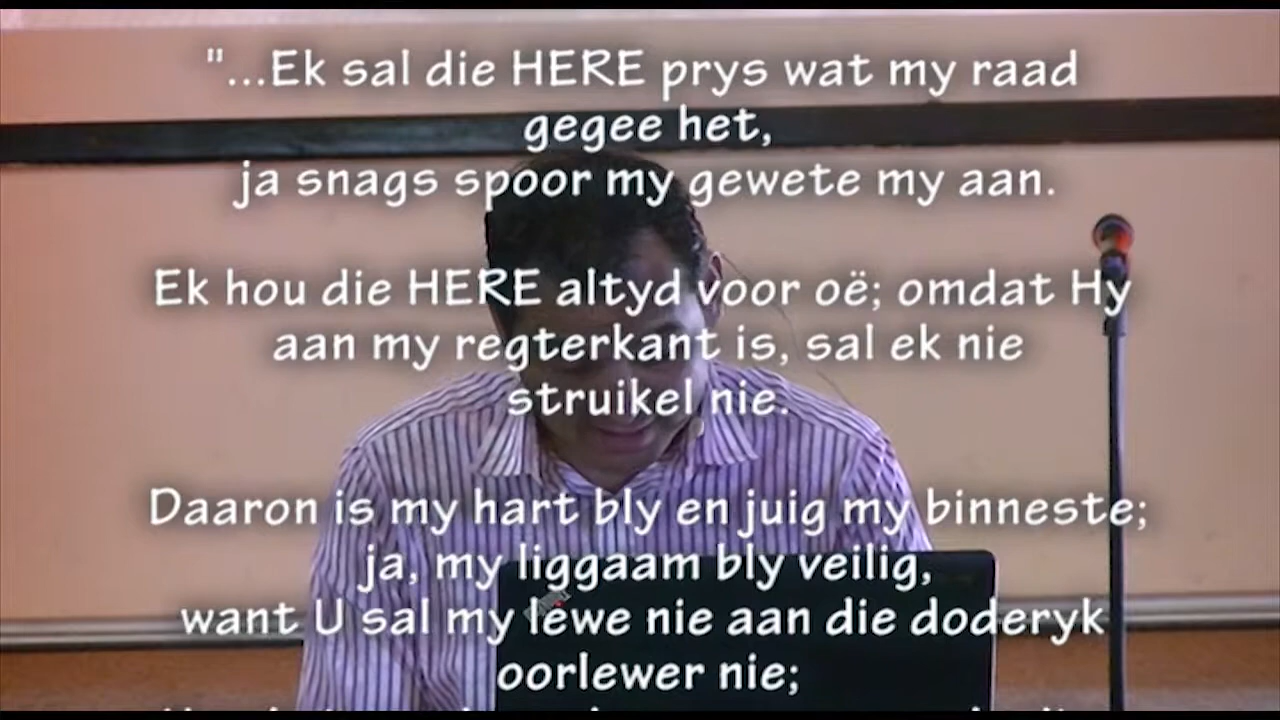 "...Ek sal die HERE prys wat my raad
gegee het,
ja snags spoor my gewete my aan.
Ek hou die HERE altyd voor oë; omdat Hy
aan my regterkant is, sal ek nie
struikel nie.
Daaron is my hart bly en juig my binneste;
ja, my liggaam bly veilig,
want U sal my lewe nie aan die doderyk
oorlewer nie;